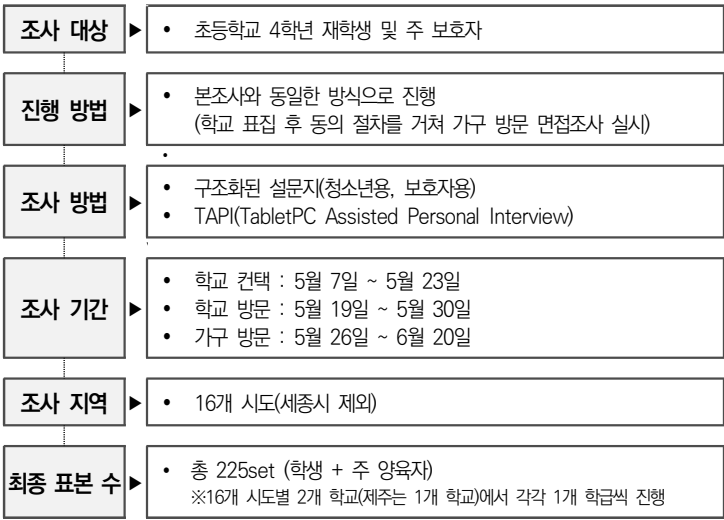 조사 대상 ▶ • 초등학교 4학년 재학생 및 주 보호자
진행 방법 ▶ • 본조사와 동일한 방식으로 진행
(학교 표집 후 동의 절차를 거쳐 가구 방문 면접조사 실시)
•
조사 방법 ▶ • 구조화된 설문지(청소년용, 보호자용)
• TAPI(TabletPC Assisted Personal Interview)
조사 기간 ▶ • 학교 컨택 : 5월 7일 ~ 5월 23일
• 학교 방문 : 5월 19일 ~ 5월 30일
• 가구 방문 : 5월 26일 ~ 6월 20일
조사 지역 ▶ • 16개 시도(세종시 제외)
최종 표본 수 ▶ • 총 225set (학생 + 주 양육자)
※16개 시도별 2개 학교(제주는 1개 학교)에서 각각 1개 학급씩 진행